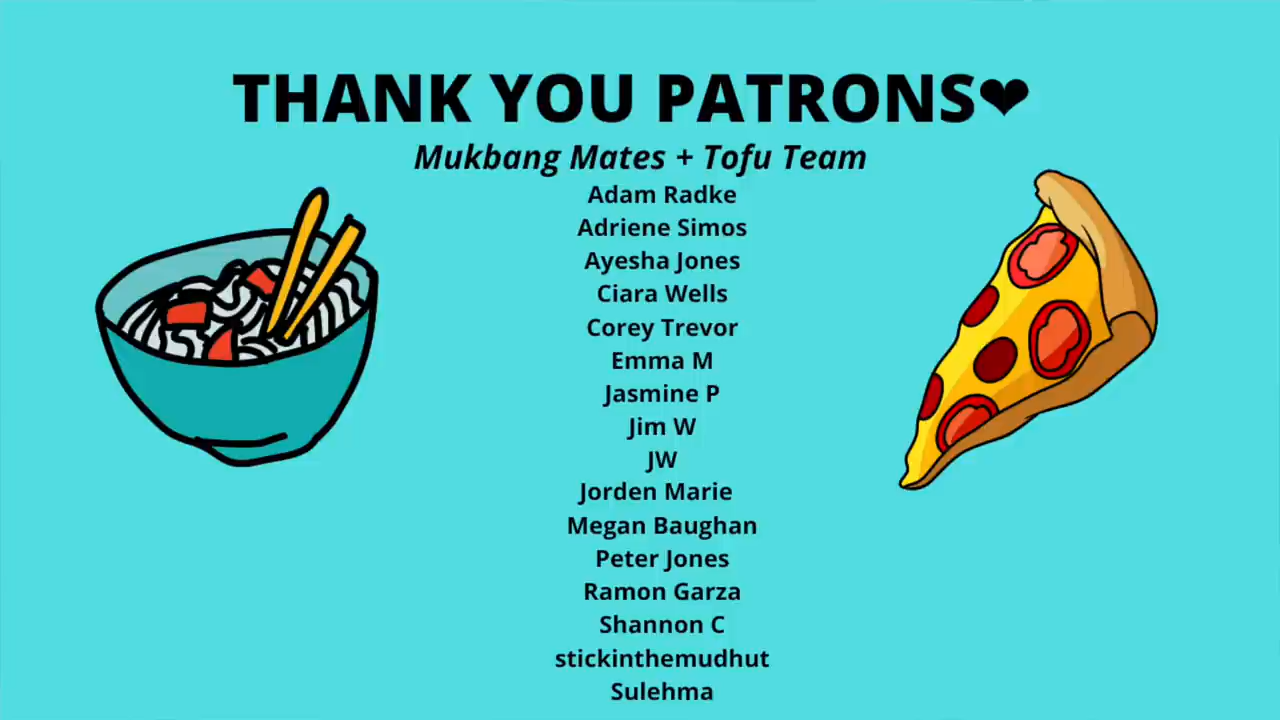 THANK YOU PATRONS❤
Mukbang Mates + Tofu Team
Adam Radke
Adriene Simos
Ayesha Jones
Ciara Wells
Corey Trevor
Emma M
Jasmine P
Jim W
JW
Jorden Marie
Megan Baughan
Peter Jones
Ramon Garza
Shannon C
stickinthemudhut
Sulehma